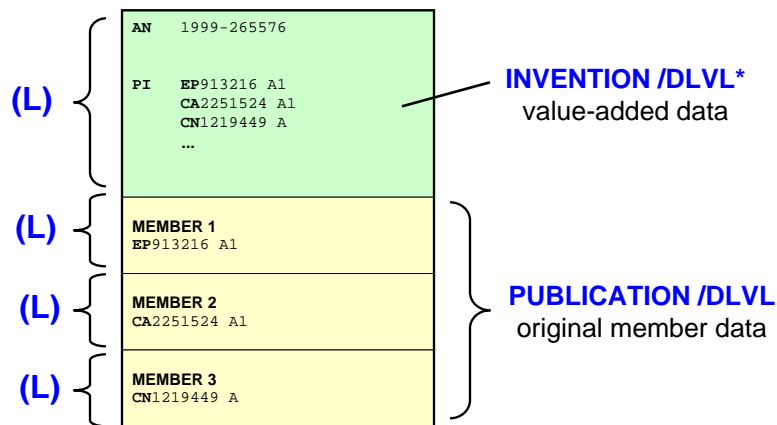 AN 1999-265576
PI EP913216 A1
CA2251524 A1
CN1219449 A
...
(L)
INVENTION /DLVL*
value-added data
(L)
MEMBER 1
EP913216 A1
(L)
MEMBER 2
CA2251524 A1
PUBLICATION /DLVL
original member data
(L)
MEMBER 3
CN1219449 A